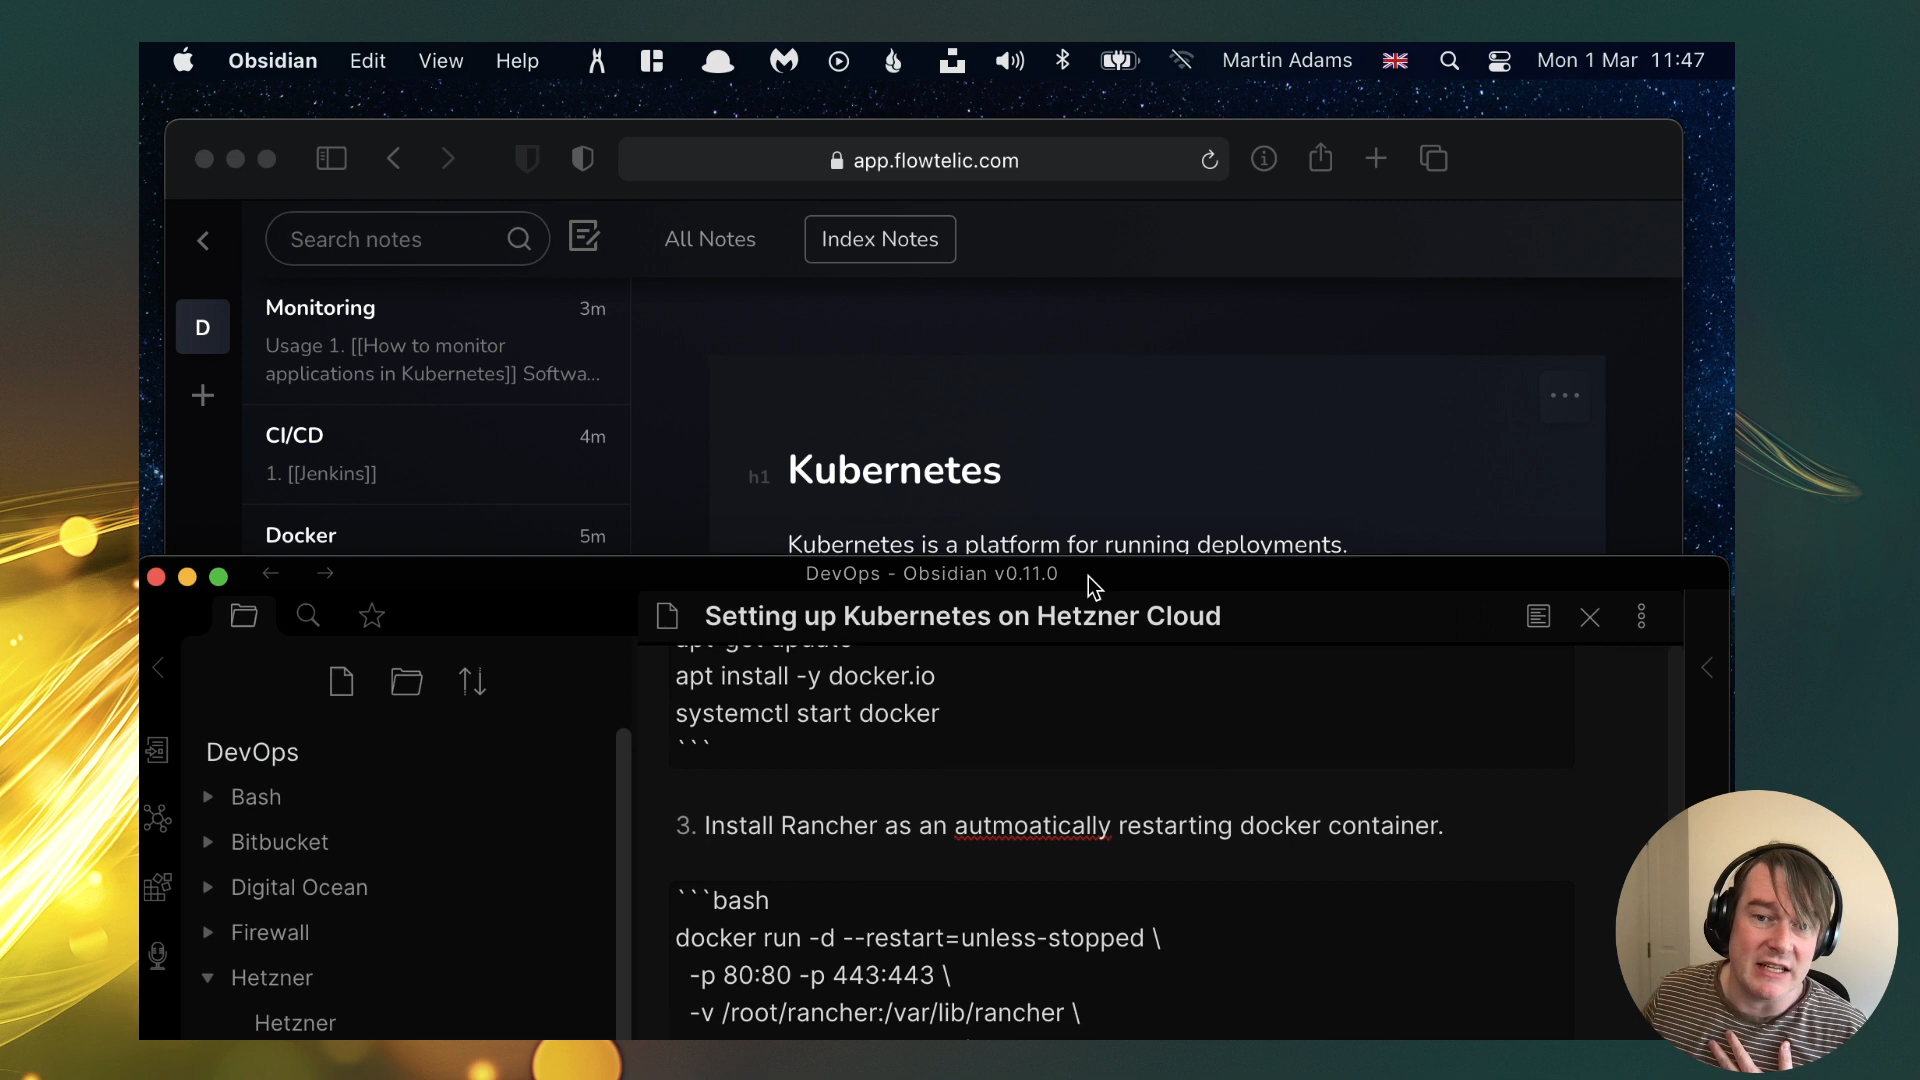 Obsidian Edit View Help Martin Adams Mon 1 Mar 11:47
app.flowtelic.com
Search notes
All Notes Index Notes
D
Monitoring 3m
Usage 1. [[How to monitor
applications in Kubernetes]] Softwa...
CI/CD 4m
1. [[Jenkins]]
Docker 5m
h1 Kubernetes
Kubernetes is a platform for running deployments.
DevOps - Obsidian v0.11.0
Setting up Kubernetes on Hetzner Cloud
DevOps
Bash
Bitbucket
Digital Ocean
Firewall
Hetzner
Hetzner
apt-get update
apt install -y docker.io
systemctl start docker
```
3. Install Rancher as an autmoatically restarting docker container.
```bash
docker run -d --restart=unless-stopped \
-p 80:80 -p 443:443 \
-v /root/rancher:/var/lib/rancher \